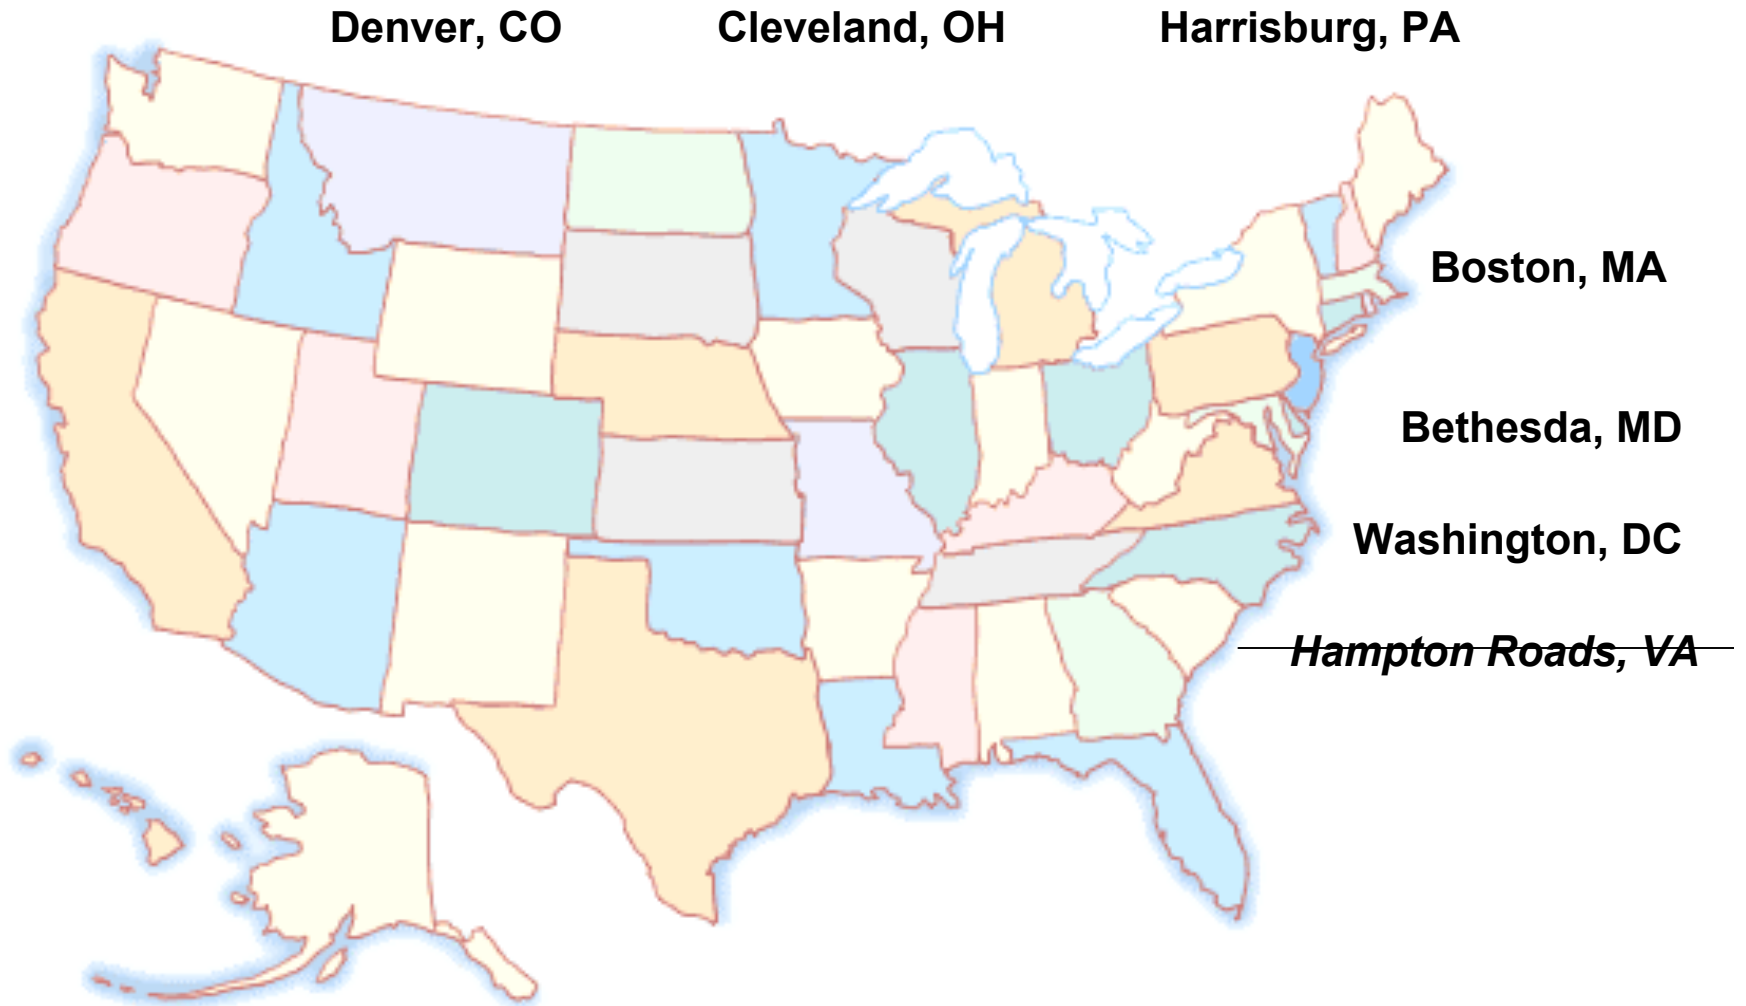 Denver, CO Cleveland, OH Harrisburg, PA
Boston, MA
Bethesda, MD
Washington, DC
Hampton Roads, VA